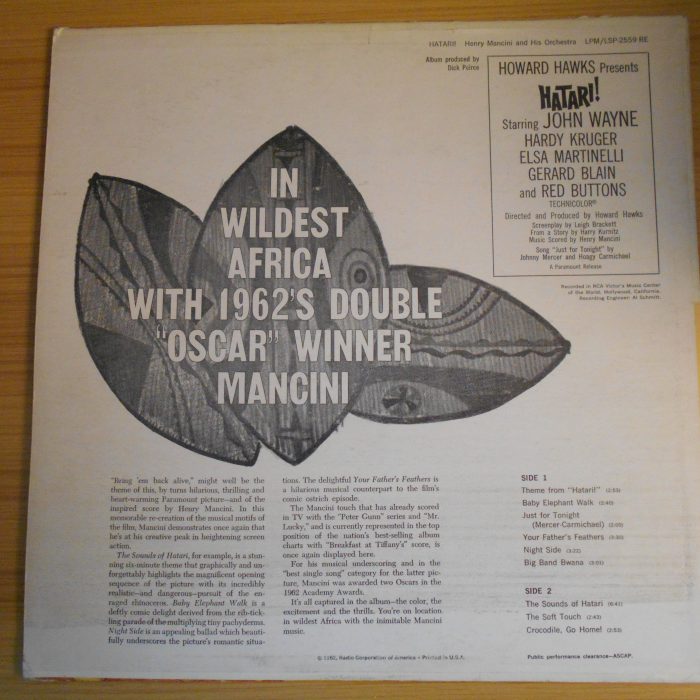 HATARI! Henry Mancini and His Orchestra LPM/LSP-2559 RE
Album produced by
Dick Peirce
HOWARD HAWKS Presents
HATARI!
Starring JOHN WAYNE
HARDY KRUGER
ELSA MARTINELLI
GERARD BLAIN
and RED BUTTONS
TECHNICOLOR®
Directed and Produced by Howard Hawks
Screenplay by Leigh Brackett
From a Story by Harry Kurnitz
Music Scored by Henry Mancini
Song "Just for Tonight" by
Johnny Mercer and Hoagy Carmichael
A Paramount Release
Recorded in RCA Victor's Music Center
of the World, Hollywood, California.
Recording Engineer: Al Schmitt.
IN
WILDEST
AFRICA
WITH 1962'S DOUBLE
"OSCAR" WINNER
MANCINI
"Bring 'em back alive," might well be the
theme of this, by turns hilarious, thrilling and
heart-warming Paramount picture—and of the
inspired score by Henry Mancini. In this
memorable re-creation of the musical motifs of
the film, Mancini demonstrates once again that
he's at his creative peak in heightening screen
action.
The Sounds of Hatari, for example, is a stun-
ning six-minute theme that graphically and un-
forgettably highlights the magnificent opening
sequence of the picture with its incredibly
realistic—and dangerous—pursuit of the en-
raged rhinoceros. Baby Elephant Walk is a
deftly comic delight derived from the rib-tick-
ling parade of the multiplying tiny pachyderms.
Night Side is an appealing ballad which beauti-
fully underscores the picture's romantic situa-
tions. The delightful Your Father's Feathers is
a hilarious musical counterpart to the film's
comic ostrich episode.
The Mancini touch that has already scored
in TV with the "Peter Gunn" series and "Mr.
Lucky," and is currently represented in the top
position of the nation's best-selling album
charts with "Breakfast at Tiffany's" score, is
once again displayed here.
For his musical underscoring and in the
"best single song" category for the latter pic-
ture, Mancini was awarded two Oscars in the
1962 Academy Awards.
It's all captured in the album—the color, the
excitement and the thrills. You're on location
in wildest Africa with the inimitable Mancini
music.
SIDE 1
Theme from "Hatari!" (2:53)
Baby Elephant Walk (2:40)
Just for Tonight
(Mercer-Carmichael) (2:00)
Your Father's Feathers (3:30)
Night Side (3:22)
Big Band Bwana (3:01)
SIDE 2
The Sounds of Hatari (6:41)
The Soft Touch (2:43)
Crocodile, Go Home! (2:53)
© 1962, Radio Corporation of America • Printed in U.S.A.
Public performance clearance—ASCAP.